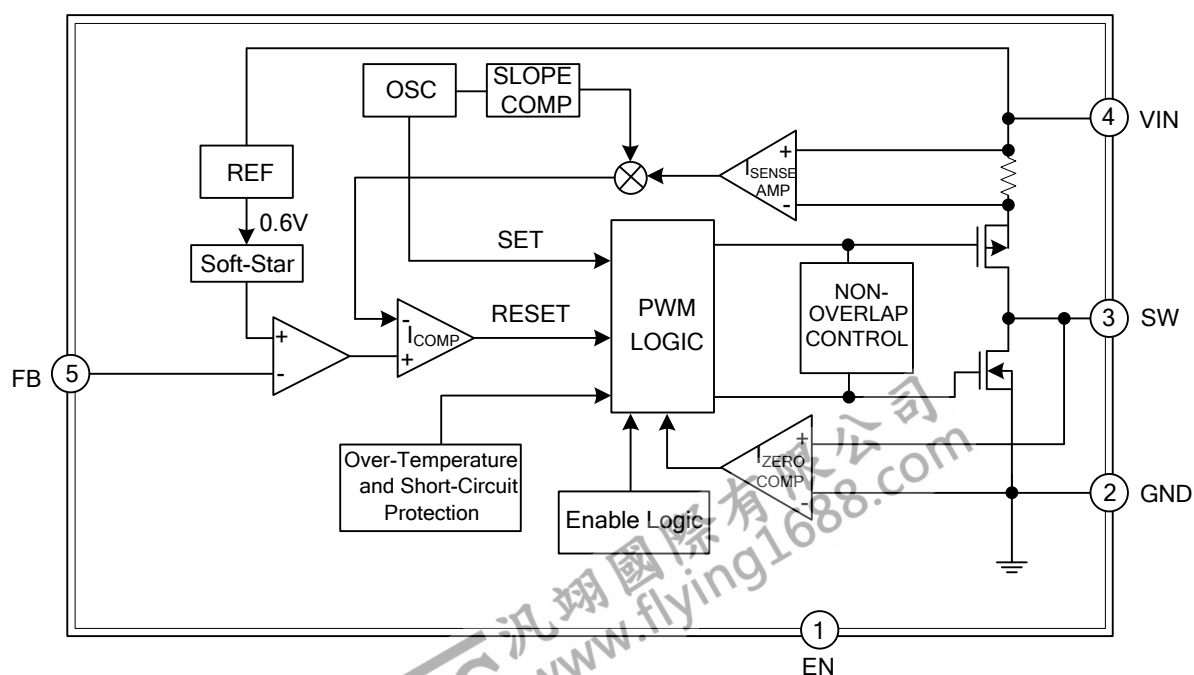 OSC
SLOPE
COMP
4
VIN
REF
+
ISENSE
AMP
-
0.6V
Soft-Star
SET
PWM
LOGIC
NON-
OVERLAP
CONTROL
3
SW
-
ICOMP
+
RESET
+
-
FB
5
Over-Temperature
and Short-Circuit
Protection
Enable Logic
+
IZERO
COMP
-
2
GND
1
EN
汎翊國際有限公司
www.flying1688.com